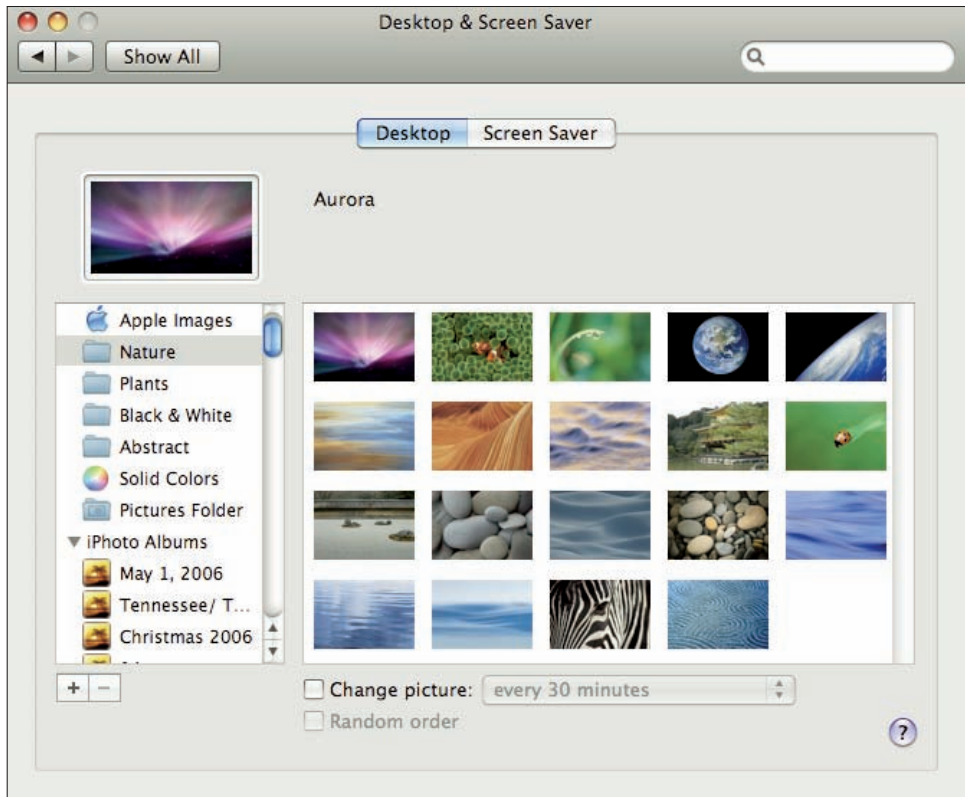 Desktop & Screen Saver
Show All
Desktop
Screen Saver
Aurora
Apple Images
Nature
Plants
Black & White
Abstract
Solid Colors
Pictures Folder
iPhoto Albums
May 1, 2006
Tennessee/ T...
Christmas 2006
Change picture:
every 30 minutes
Random order
?